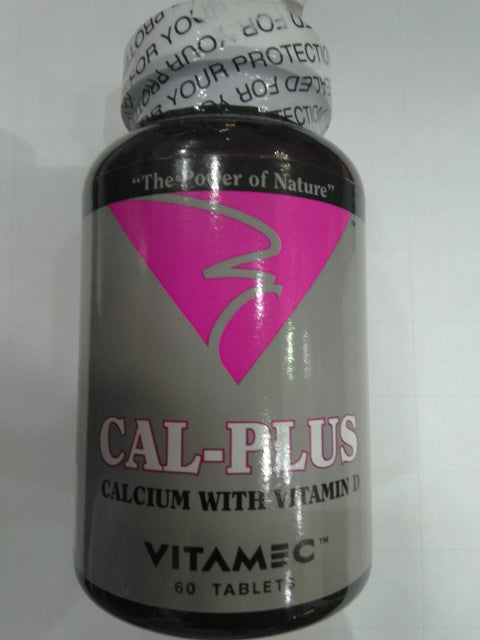 FOR YOUR PROTECTION
"The Power of Nature"
CAL-PLUS
CALCIUM WITH VITAMIN D
VITAMEC™
60 TABLETS